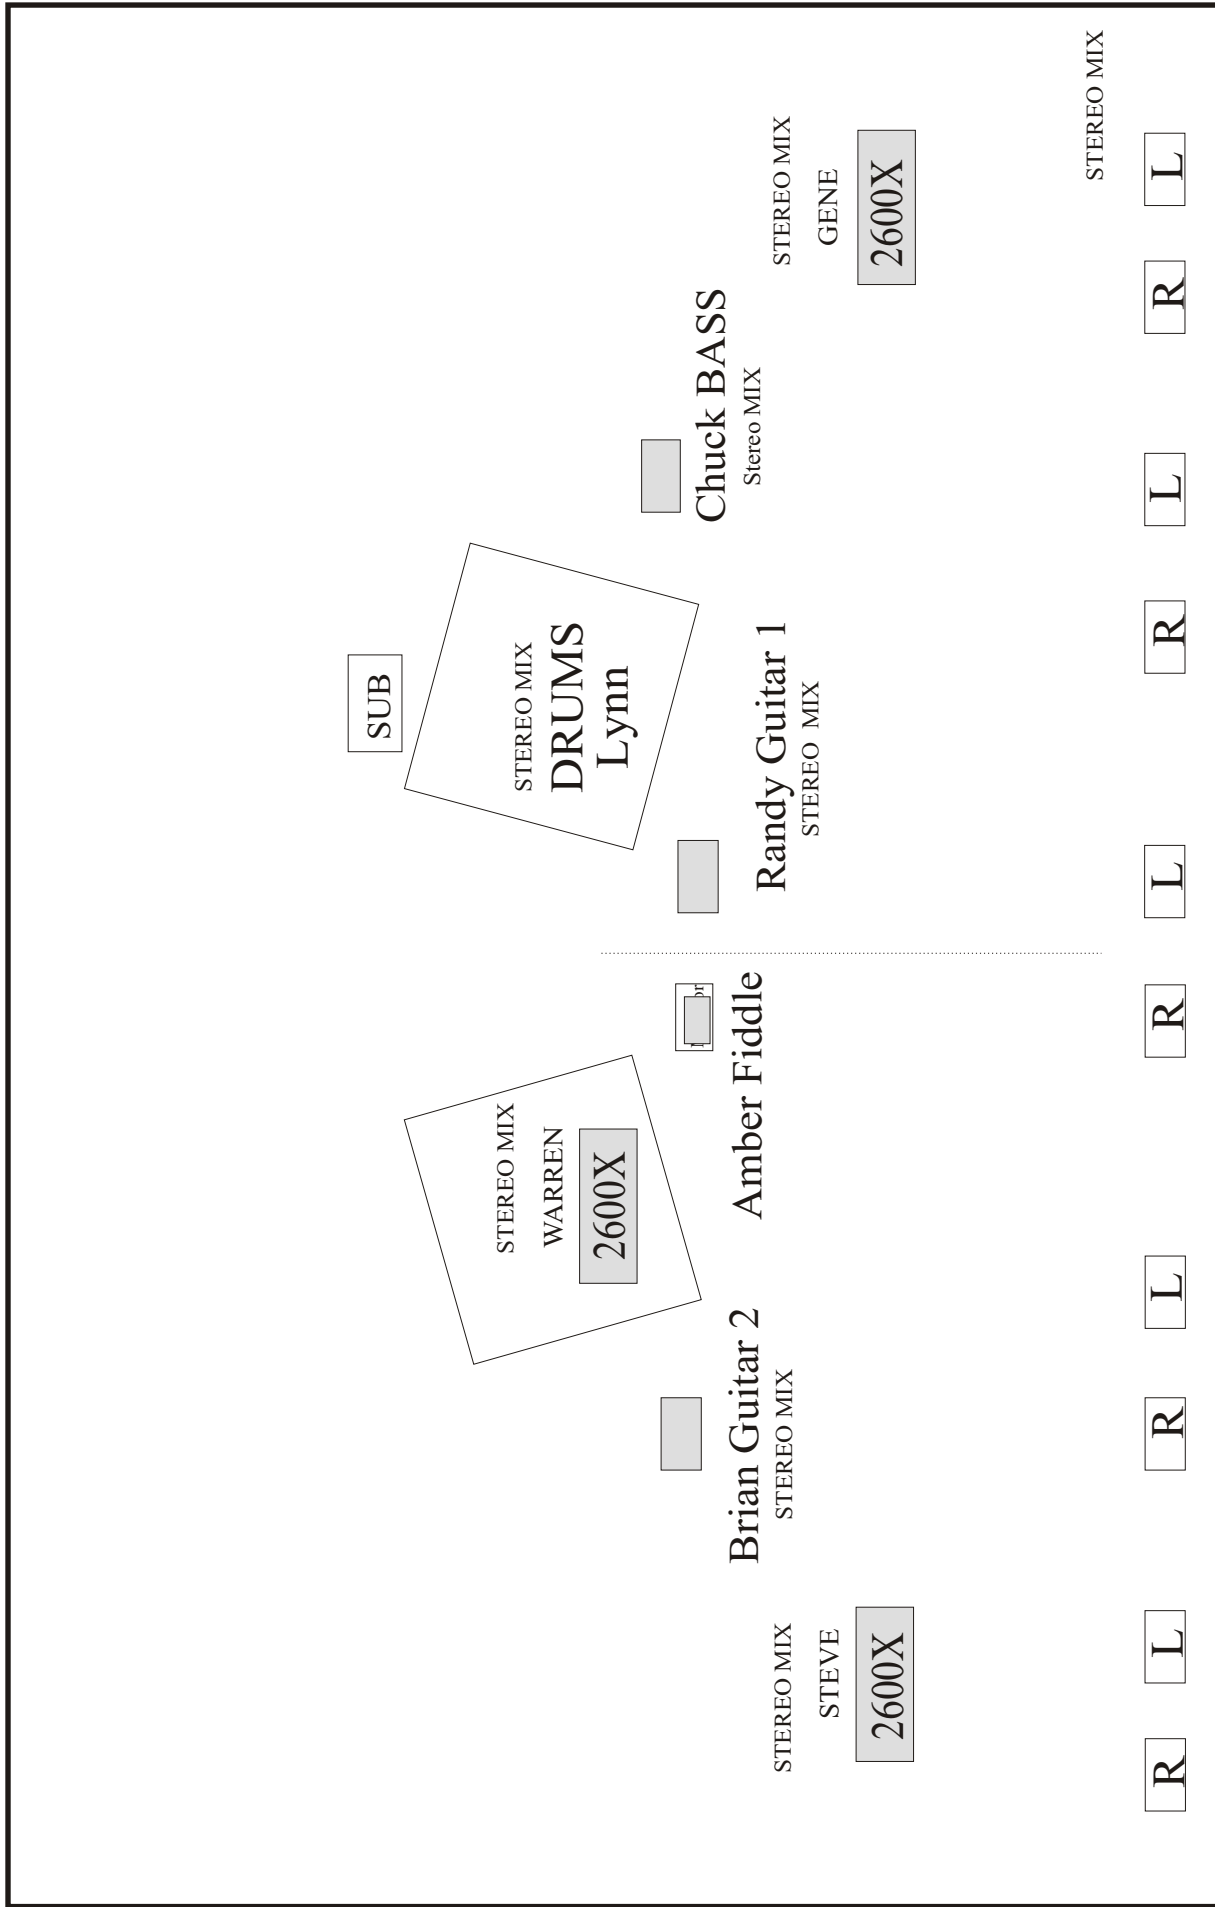 SUB
STEREO MIX
WARREN
2600X
STEREO MIX
DRUMS
Lynn
Brian Guitar 2
STEREO MIX
Amber Fiddle
Randy Guitar 1
STEREO MIX
Chuck BASS
Stereo MIX
STEREO MIX
STEVE
2600X
STEREO MIX
GENE
2600X
STEREO MIX
R L R L R L R L R L